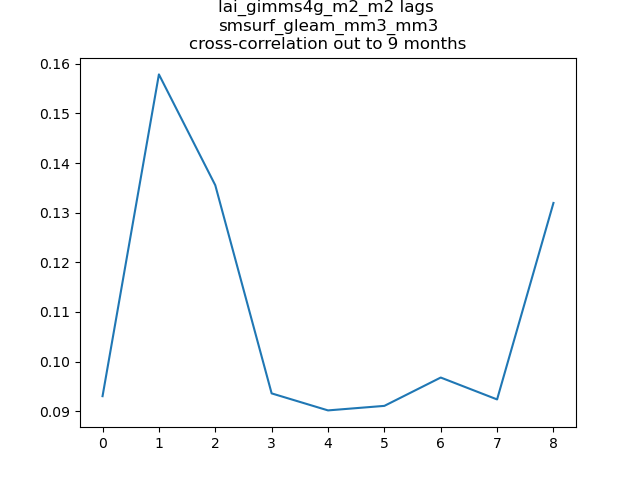 lai_gimms4g_m2_m2 lags
smsurf_gleam_mm3_mm3
cross-correlation out to 9 months
0.16
0.15
0.14
0.13
0.12
0.11
0.10
0.09
0 1 2 3 4 5 6 7 8